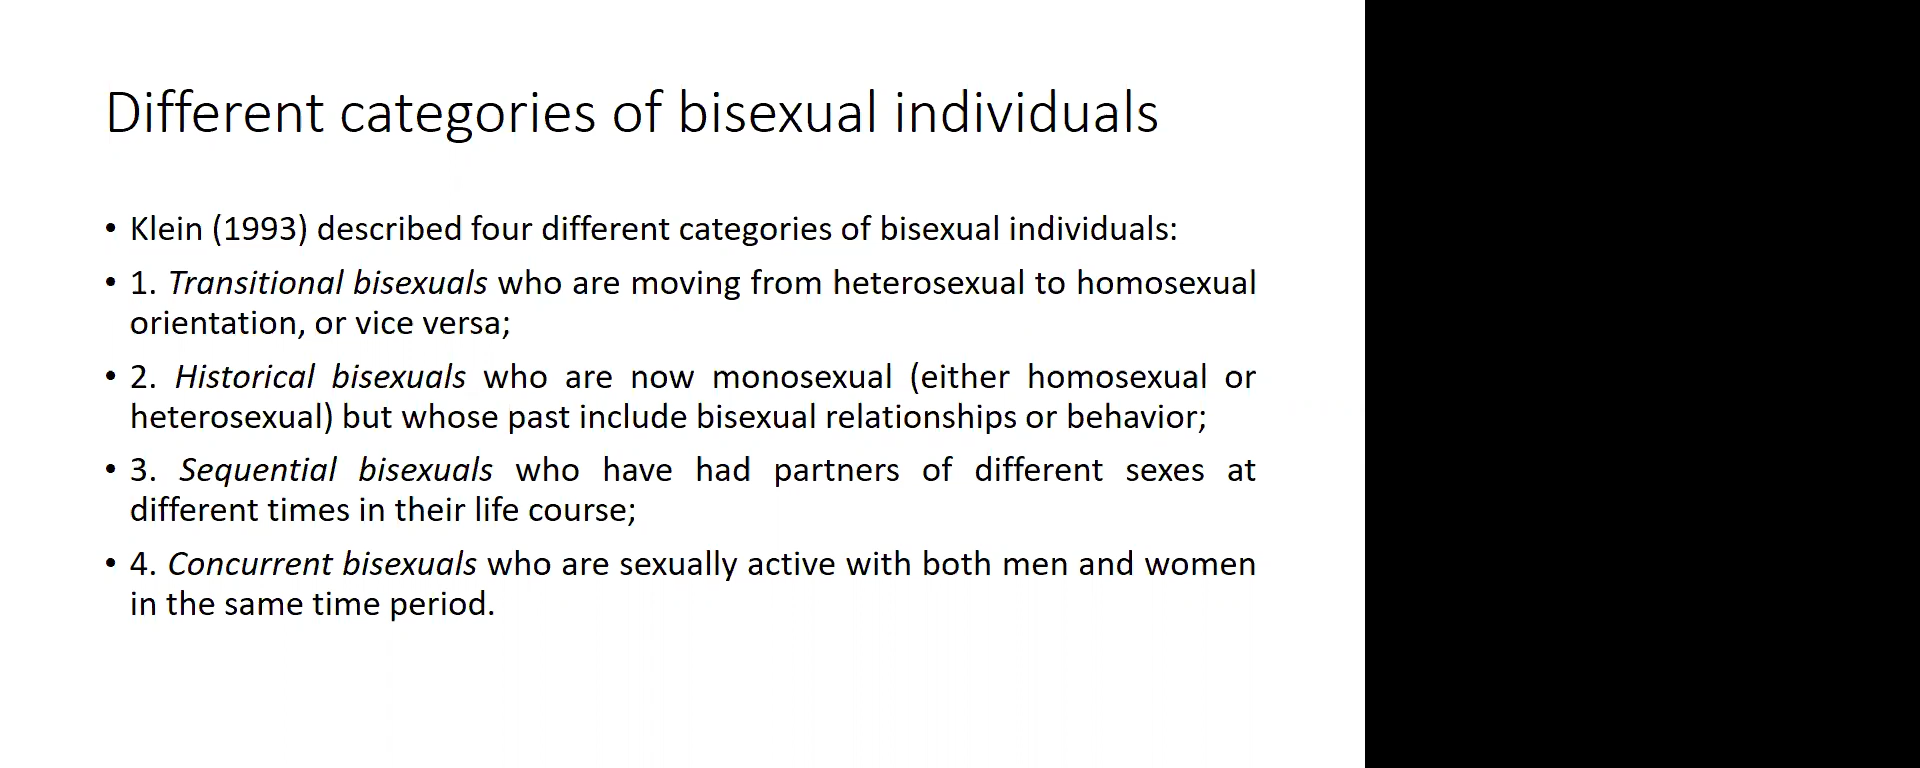 Different categories of bisexual individuals
• Klein (1993) described four different categories of bisexual individuals:
• 1. Transitional bisexuals who are moving from heterosexual to homosexual
orientation, or vice versa;
• 2. Historical bisexuals who are now monosexual (either homosexual or
heterosexual) but whose past include bisexual relationships or behavior;
• 3. Sequential bisexuals who have had partners of different sexes at
different times in their life course;
• 4. Concurrent bisexuals who are sexually active with both men and women
in the same time period.